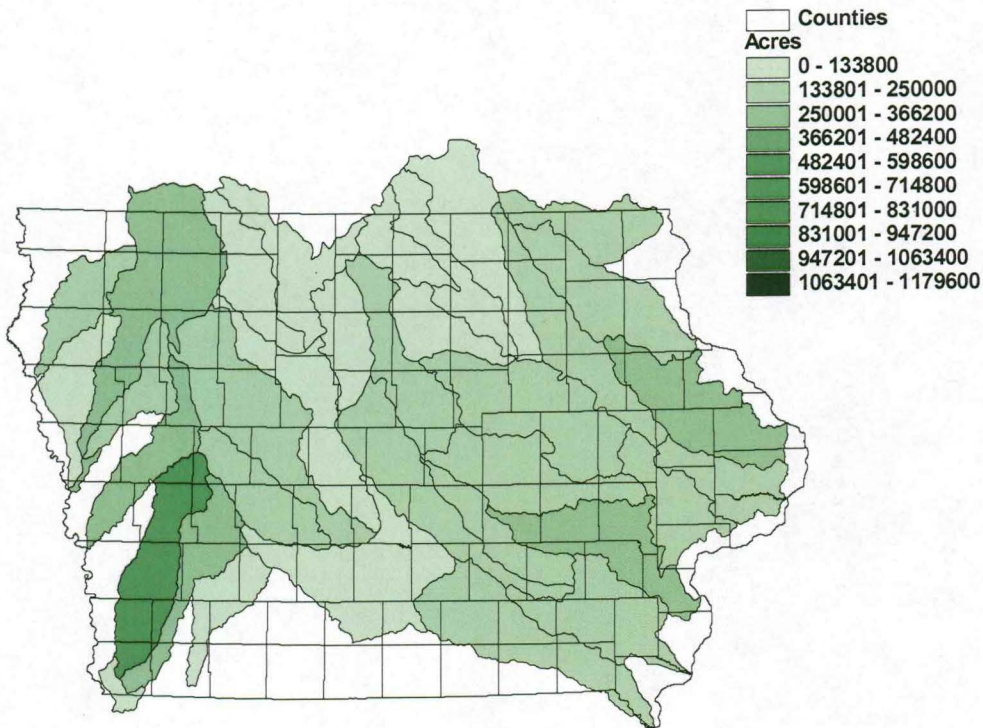 Counties
Acres
0 - 133800
133801 - 250000
250001 - 366200
366201 - 482400
482401 - 598600
598601 - 714800
714801 - 831000
831001 - 947200
947201 - 1063400
1063401 - 1179600